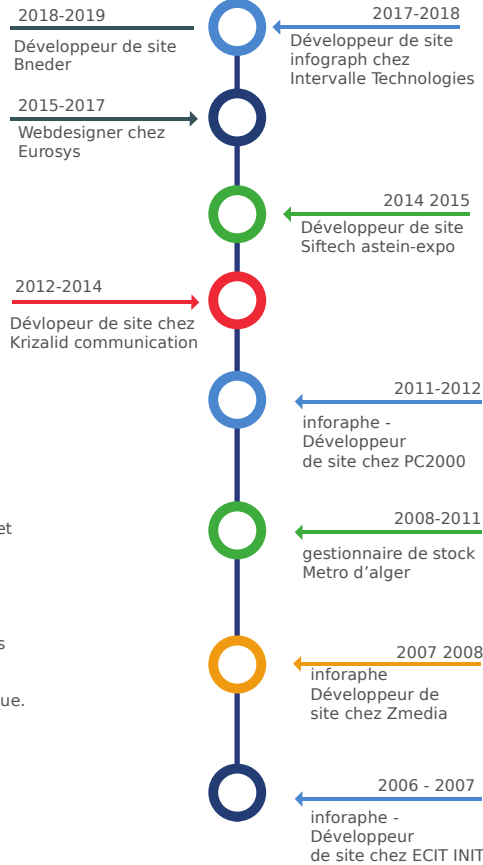 2018-2019
Développeur de site
Bneder
2017-2018
Développeur de site
infograph chez
Intervalle Technologies
2015-2017
Webdesigner chez
Eurosys
2014 2015
Développeur de site
Siftech astein-expo
2012-2014
Dévlopeur de site chez
Krizalid communication
2011-2012
inforaphe -
Développeur
de site chez PC2000
et
2008-2011
gestionnaire de stock
Metro d’alger
s
ue.
2007 2008
inforaphe
Développeur de
site chez Zmedia
2006 - 2007
inforaphe -
Développeur
de site chez ECIT INIT